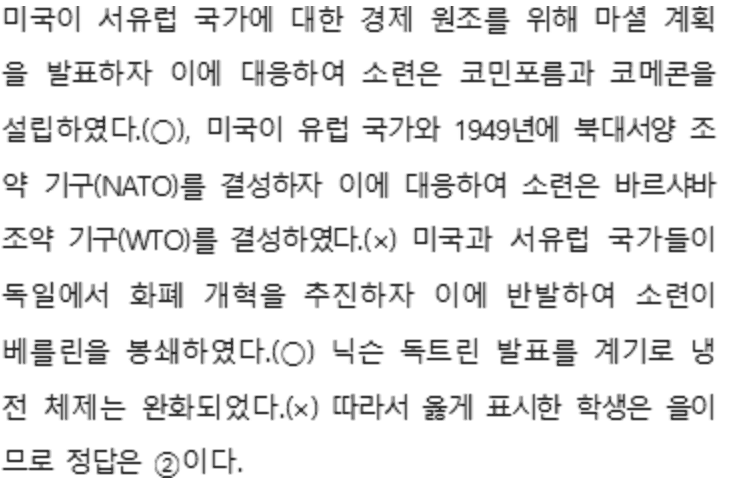 미국이 서유럽 국가에 대한 경제 원조를 위해 마셜 계획
을 발표하자 이에 대응하여 소련은 코민포름과 코메콘을
설립하였다.(○), 미국이 유럽 국가와 1949년에 북대서양 조
약 기구(NATO)를 결성하자 이에 대응하여 소련은 바르샤바
조약 기구(WTO)를 결성하였다.(×) 미국과 서유럽 국가들이
독일에서 화폐 개혁을 추진하자 이에 반발하여 소련이
베를린을 봉쇄하였다.(○) 닉슨 독트린 발표를 계기로 냉
전 체제는 완화되었다.(×) 따라서 옳게 표시한 학생은 을이
므로 정답은 ②이다.